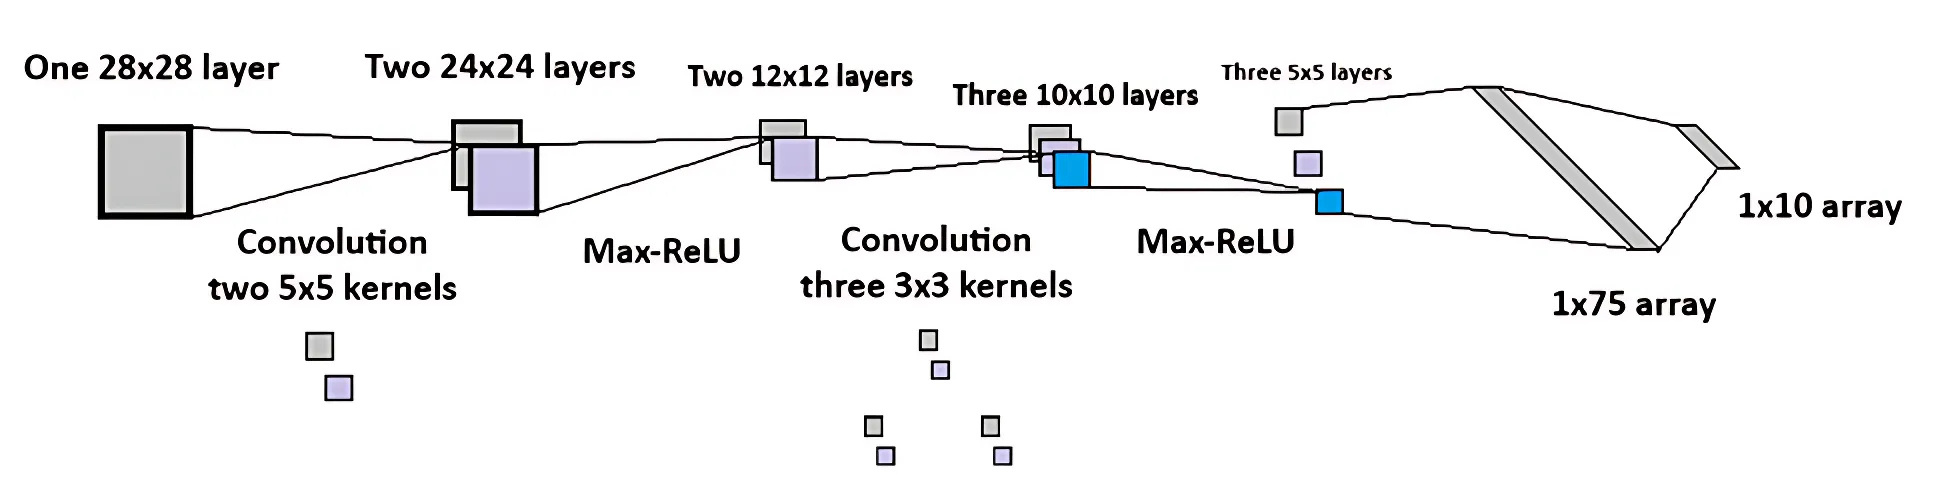 One 28x28 layer
Two 24x24 layers
Two 12x12 layers
Three 10x10 layers
Three 5x5 layers
Convolution
two 5x5 kernels
Max-ReLU
Convolution
three 3x3 kernels
Max-ReLU
1x75 array
1x10 array